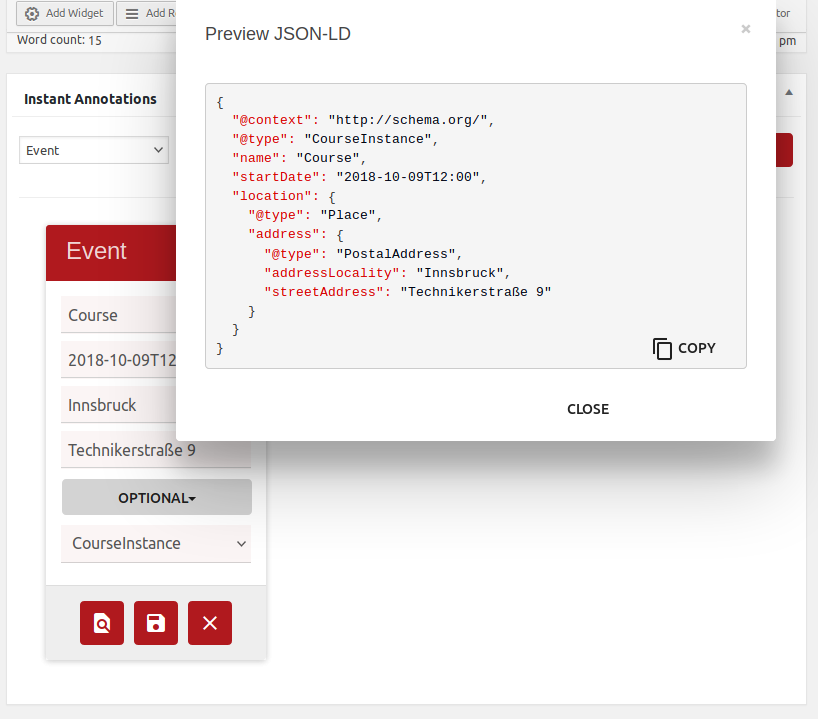 Add Widget
Add R
tor
Word count: 15
pm
Preview JSON-LD
×
Instant Annotations
Event
{
"@context": "http://schema.org/",
"@type": "CourseInstance",
"name": "Course",
"startDate": "2018-10-09T12:00",
"location": {
"@type": "Place",
"address": {
"@type": "PostalAddress",
"addressLocality": "Innsbruck",
"streetAddress": "Technikerstraße 9"
}
}
}
COPY
CLOSE
Event
Course
2018-10-09T12
Innsbruck
Technikerstraße 9
OPTIONAL
CourseInstance